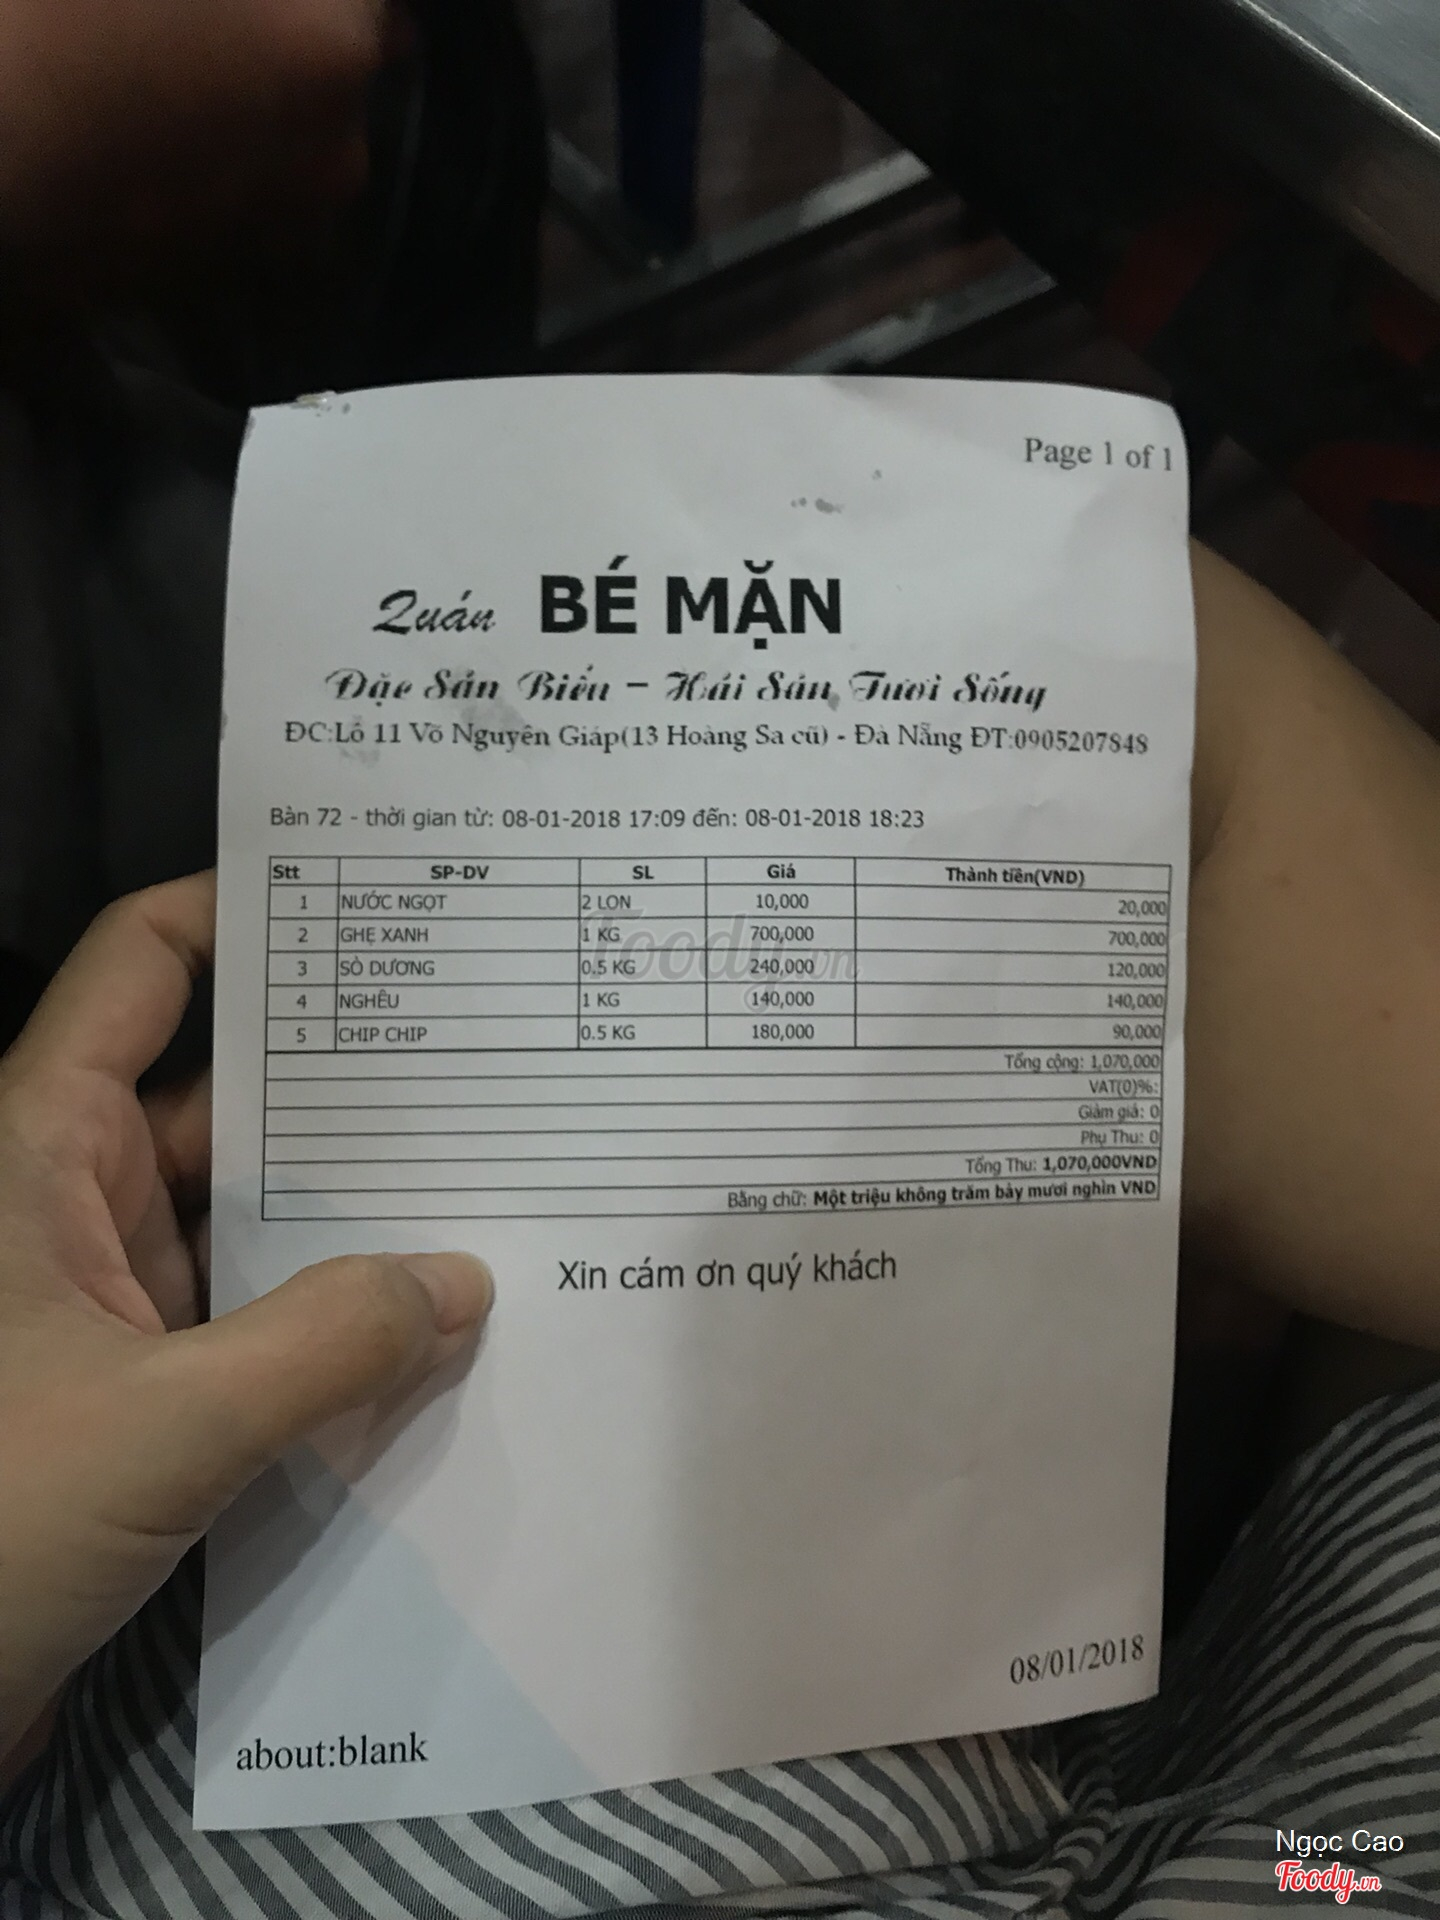 Page 1 of 1
Quán BÉ MẶN
Đặc Sản Biển – Hải Sản Tươi Sống
ĐC:Lô 11 Võ Nguyên Giáp(13 Hoàng Sa cũ) - Đà Nẵng ĐT:0905207848
Bàn 72 - thời gian từ: 08-01-2018 17:09 đến: 08-01-2018 18:23
Stt SP-DV SL Giá Thành tiền(VND)
1 NƯỚC NGỌT 2 LON 10,000 20,000
2 GHẸ XANH 1 KG 700,000 700,000
3 SÒ DƯƠNG 0.5 KG 240,000 120,000
4 NGHÊU 1 KG 140,000 140,000
5 CHIP CHIP 0.5 KG 180,000 90,000
Tổng cộng: 1,070,000
VAT(0)%:
Giảm giá: 0
Phụ Thu: 0
Tổng Thu: 1,070,000VND
Bằng chữ: Một triệu không trăm bảy mươi nghìn VND
Foody.vn
Xin cám ơn quý khách
08/01/2018
about:blank
Ngọc Cao
Foody.vn